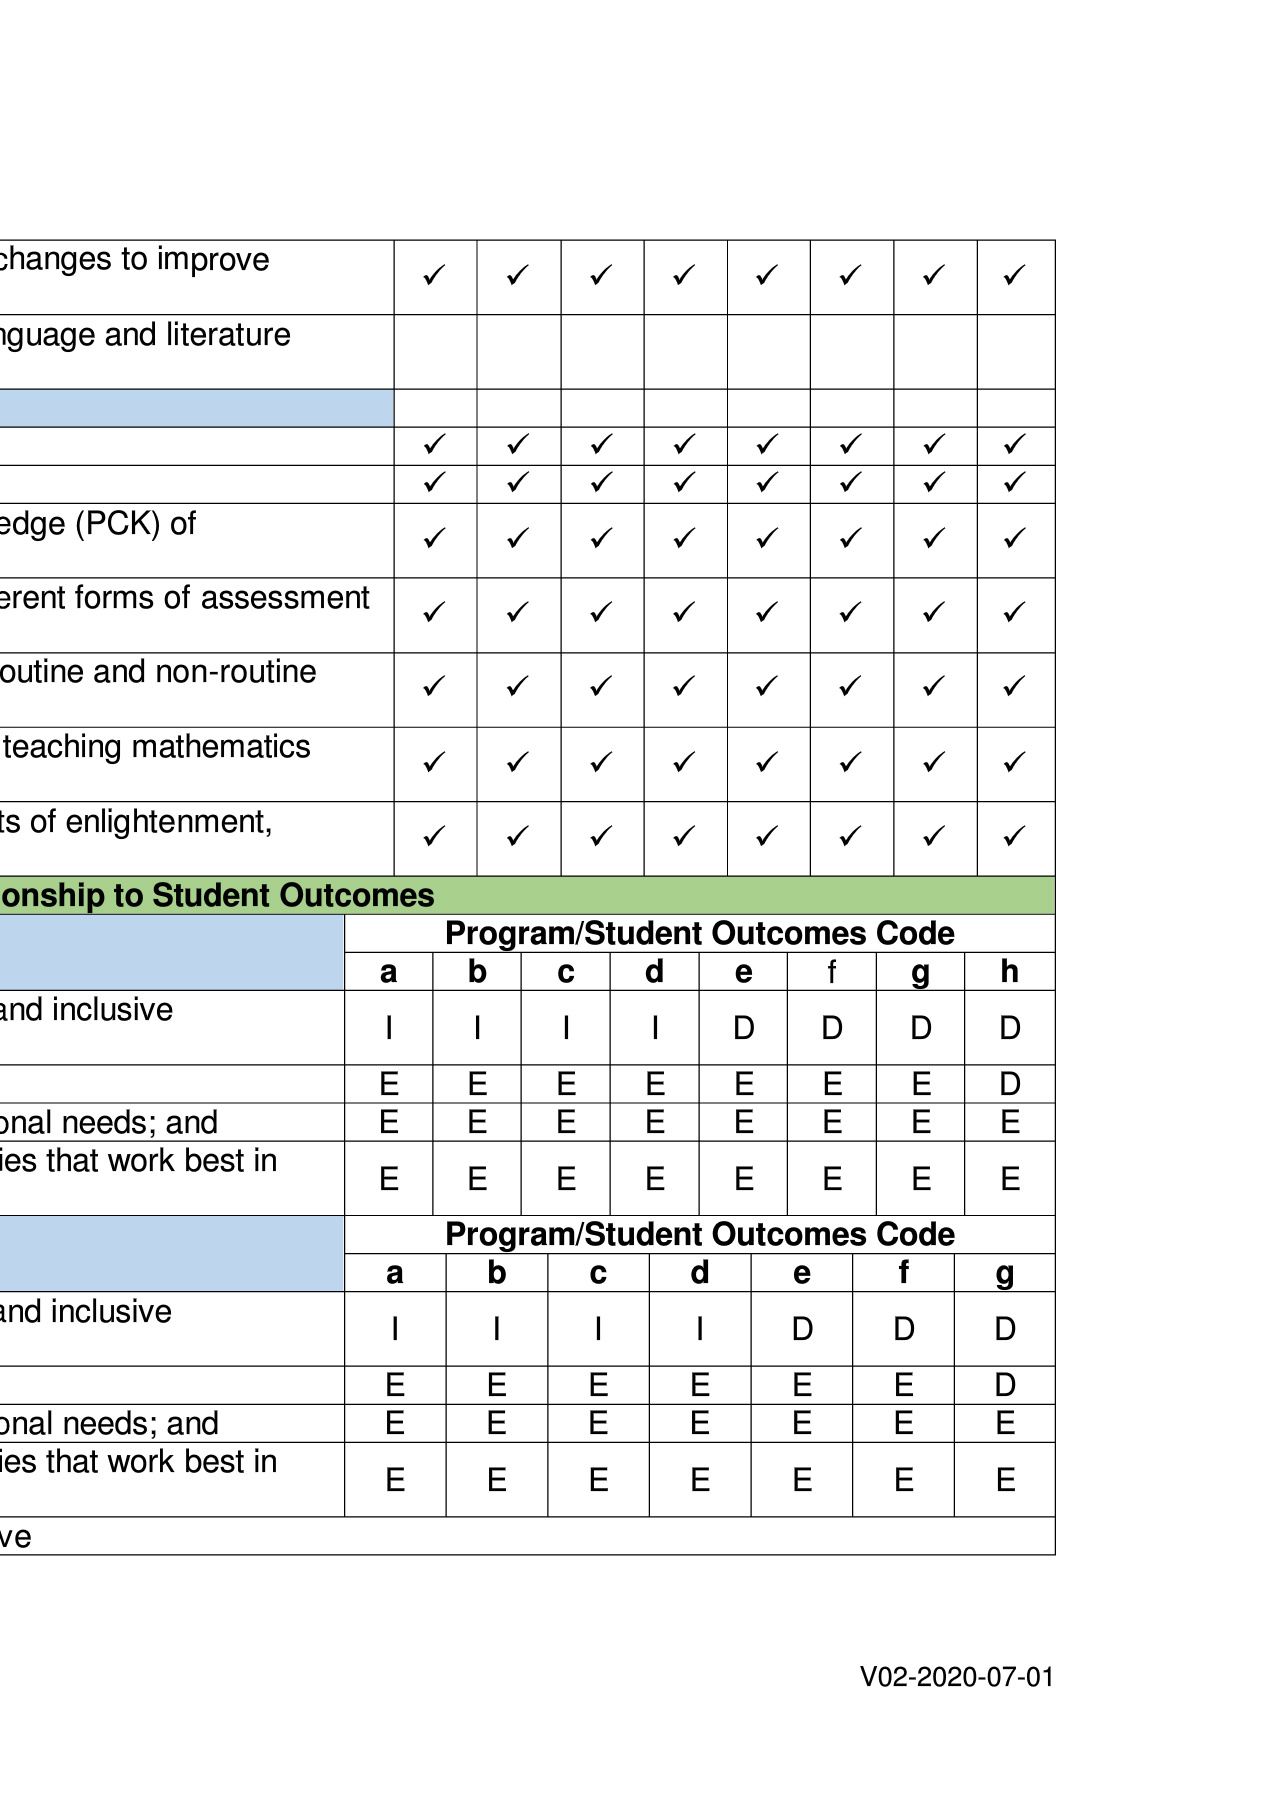 changes to improve ✓ ✓ ✓ ✓ ✓ ✓ ✓ ✓
nguage and literature
✓ ✓ ✓ ✓ ✓ ✓ ✓ ✓
✓ ✓ ✓ ✓ ✓ ✓ ✓ ✓
edge (PCK) of ✓ ✓ ✓ ✓ ✓ ✓ ✓ ✓
erent forms of assessment ✓ ✓ ✓ ✓ ✓ ✓ ✓ ✓
outine and non-routine ✓ ✓ ✓ ✓ ✓ ✓ ✓ ✓
teaching mathematics ✓ ✓ ✓ ✓ ✓ ✓ ✓ ✓
ts of enlightenment, ✓ ✓ ✓ ✓ ✓ ✓ ✓ ✓
onship to Student Outcomes
Program/Student Outcomes Code
a b c d e f g h
and inclusive I I I I D D D D
E E E E E E E D
onal needs; and E E E E E E E E
ies that work best in E E E E E E E E
Program/Student Outcomes Code
a b c d e f g
and inclusive I I I I D D D
E E E E E E D
onal needs; and E E E E E E E
ies that work best in E E E E E E E
ve
V02-2020-07-01